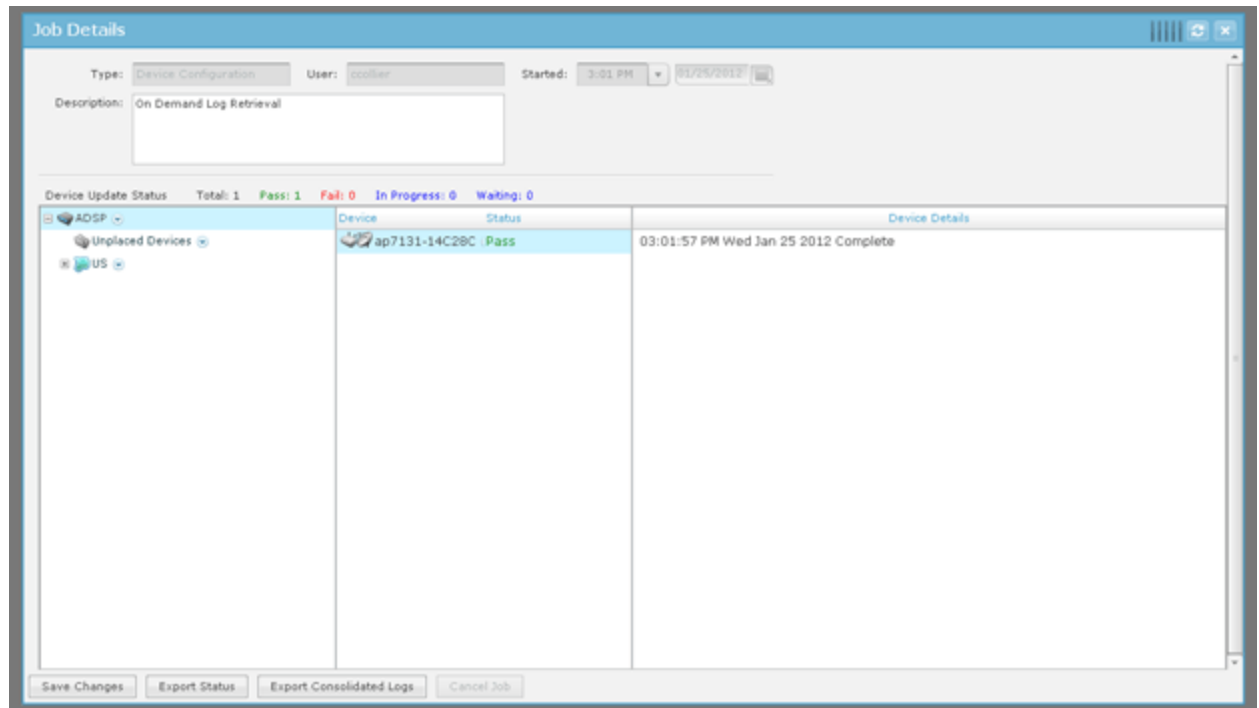 Job Details
Type: Device Configuration User: ccollier Started: 3:01 PM 01/25/2012
Description: On Demand Log Retrieval
Device Update Status Total: 1 Pass: 1 Fail: 0 In Progress: 0 Waiting: 0
ADSP Device Status Device Details
Unplaced Devices ap7131-14C28C Pass 03:01:57 PM Wed Jan 25 2012 Complete
US
Save Changes Export Status Export Consolidated Logs Cancel Job